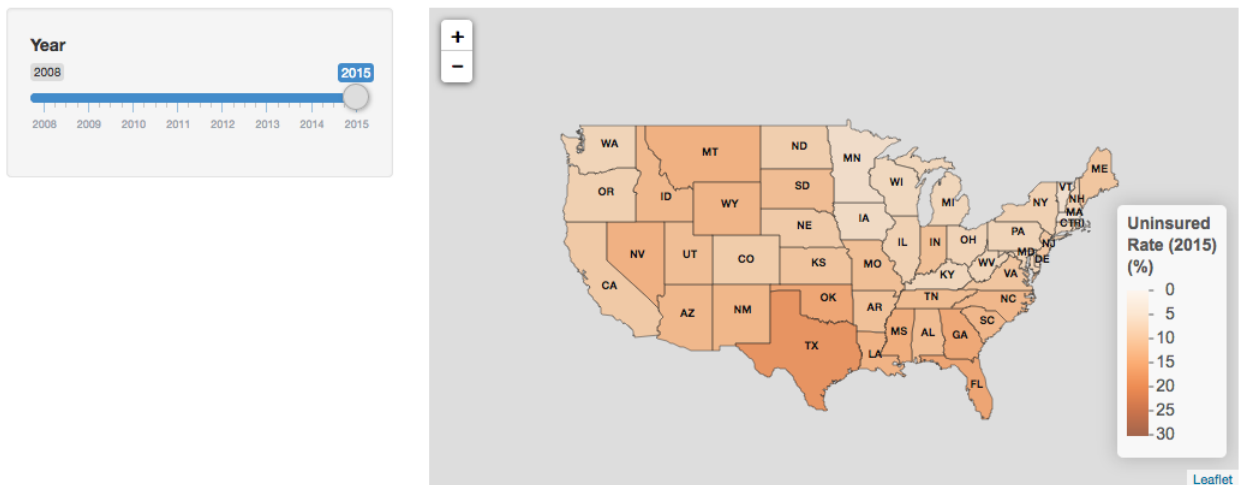 Year
2008 2015
2008 2009 2010 2011 2012 2013 2014 2015
+
−
WA MT ND MN ME
OR ID WY SD WI MI NY VT NH
MA
CT RI
NV UT CO NE IA IL IN OH PA NJ
CA KS MO KY WV MD DE
VA
AZ NM OK AR TN NC
TX LA MS AL GA SC
FL
Uninsured
Rate (2015)
(%)
0
5
10
15
20
25
30
Leaflet